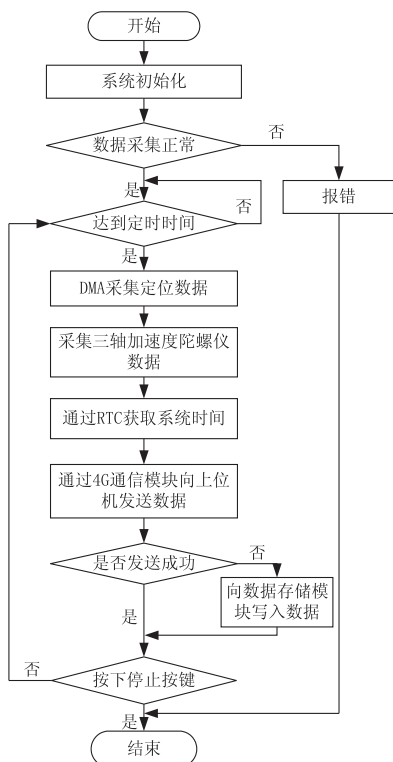 开始
系统初始化
数据采集正常
否
是
报错
达到定时时间
否
是
DMA采集定位数据
采集三轴加速度陀螺仪
数据
通过RTC获取系统时间
通过4G通信模块向上位
机发送数据
是否发送成功
否
向数据存储模
块写入数据
是
按下停止按键
否
是
结束